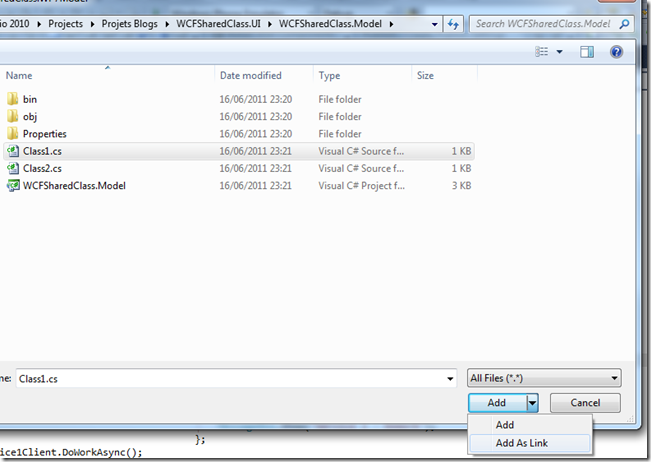 io 2010 ▸ Projects ▸ Projets Blogs ▸ WCFSharedClass.UI ▸ WCFSharedClass.Model ▸ Search WCFSharedClass.Model
Name Date modified Type Size
bin 16/06/2011 23:20 File folder
obj 16/06/2011 23:20 File folder
Properties 16/06/2011 23:20 File folder
Class1.cs 16/06/2011 23:21 Visual C# Source f... 1 KB
Class2.cs 16/06/2011 23:21 Visual C# Source f... 1 KB
WCFSharedClass.Model 16/06/2011 23:21 Visual C# Project f... 3 KB
me: Class1.cs All Files (*.*)
Add Cancel
Add
Add As Link
};
ice1Client.DoWorkAsync();